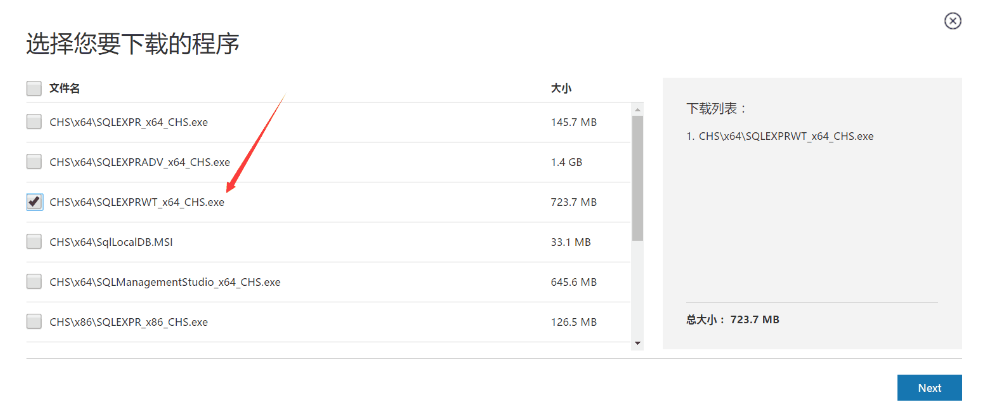 选择您要下载的程序
文件名 大小
CHS\x64\SQLEXPR_x64_CHS.exe 145.7 MB
CHS\x64\SQLEXPRADV_x64_CHS.exe 1.4 GB
CHS\x64\SQLEXPRWT_x64_CHS.exe 723.7 MB
CHS\x64\SqlLocalDB.MSI 33.1 MB
CHS\x64\SQLManagementStudio_x64_CHS.exe 645.6 MB
CHS\x86\SQLEXPR_x86_CHS.exe 126.5 MB
下载列表：
1. CHS\x64\SQLEXPRWT_x64_CHS.exe
总大小： 723.7 MB
Next